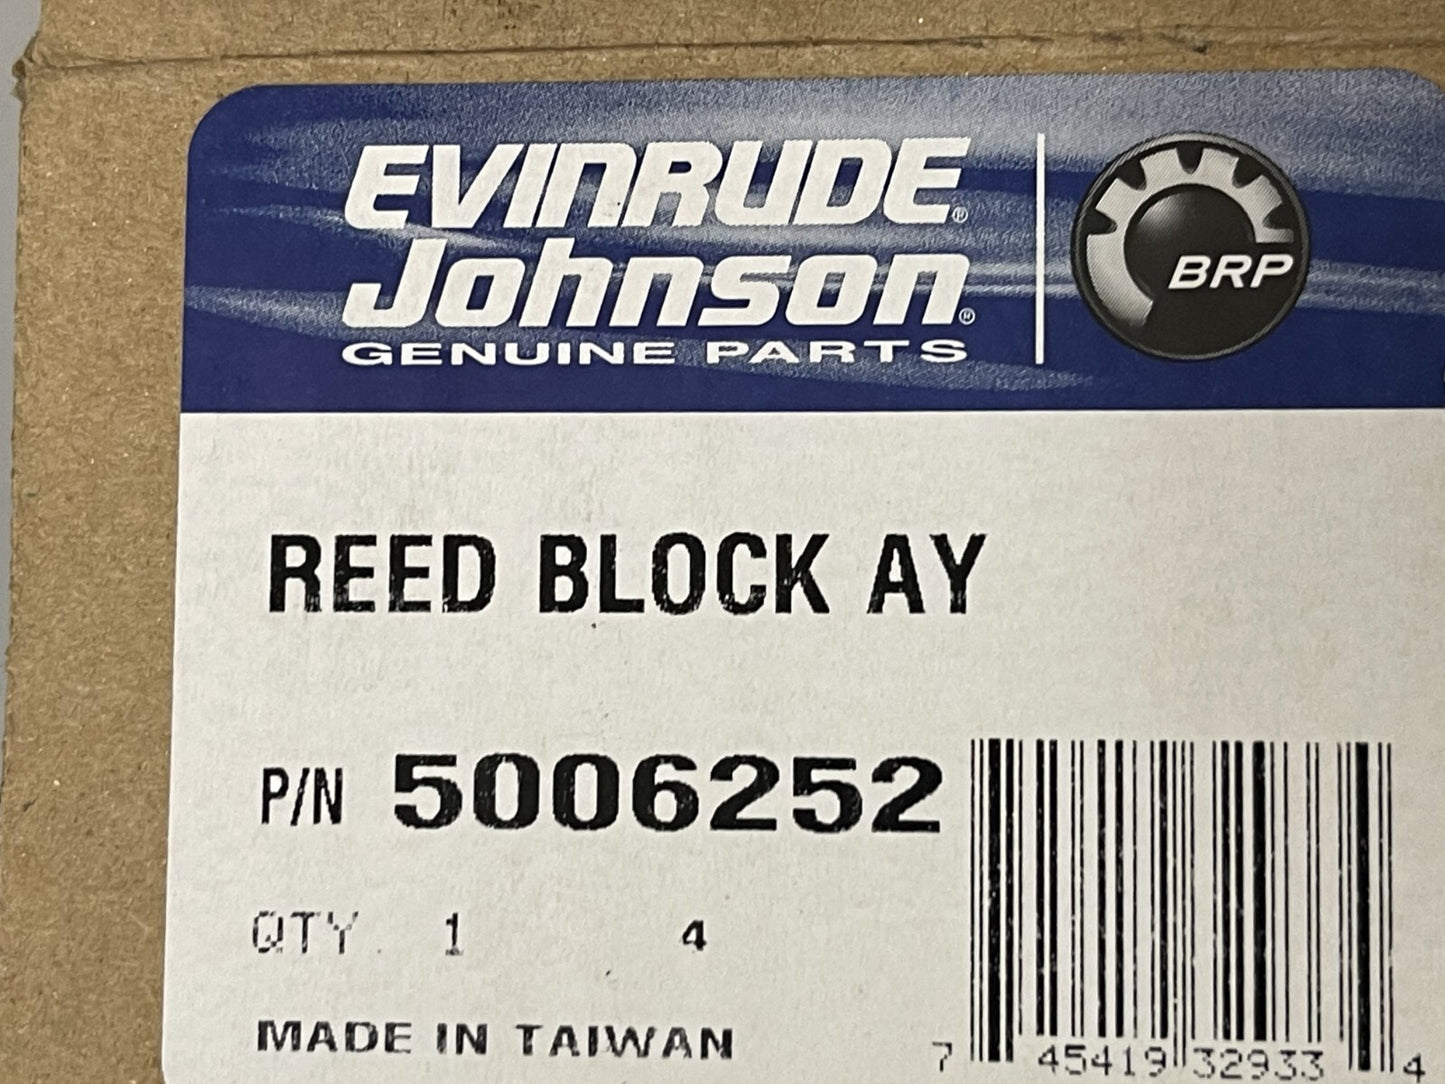 EVINRUDE®
Johnson®
GENUINE PARTS
BRP
REED BLOCK AY
P/N 5006252
QTY. 1 4
MADE IN TAIWAN
7 45419 32933 4